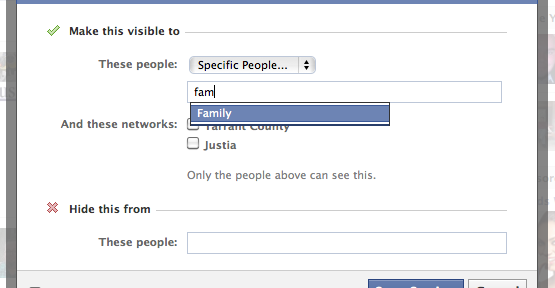 Make this visible to
These people: Specific People...
fam
Family
And these networks: Tarrant County
Justia
Only the people above can see this.
Hide this from
These people: